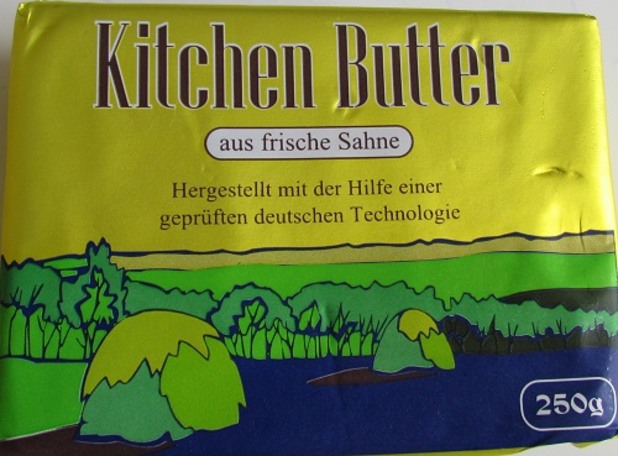 Kitchen Butter
aus frische Sahne
Hergestellt mit der Hilfe einer
geprüften deutschen Technologie
250g